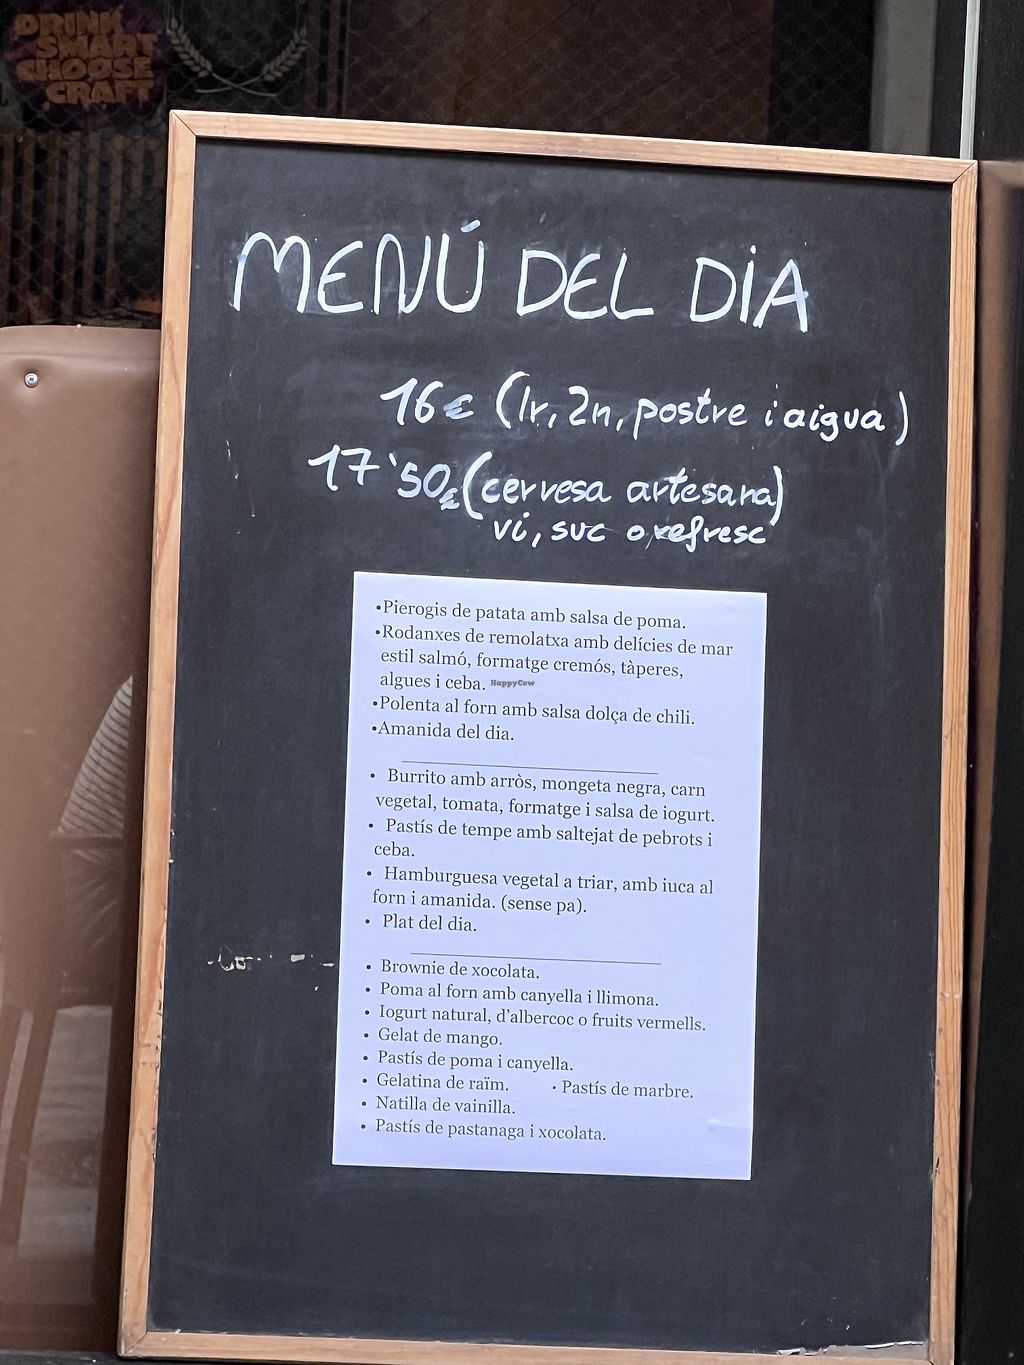 DRINK
SMART
CHOOSE
CRAFT
MENÚ DEL DIA
16€ (1r, 2n, postre i aigua)
17'50€ (cervesa artesana)
vi, suc o refresc
•Pierogis de patata amb salsa de poma.
•Rodanxes de remolatxa amb delícies de mar
estil salmó, formatge cremós, tàperes,
algues i ceba. HappyCow
•Polenta al forn amb salsa dolça de chili.
•Amanida del dia.
• Burrito amb arròs, mongeta negra, carn
vegetal, tomata, formatge i salsa de iogurt.
• Pastís de tempe amb saltejat de pebrots i
ceba.
• Hamburguesa vegetal a triar, amb iuca al
forn i amanida. (sense pa).
• Plat del dia.
• Brownie de xocolata.
• Poma al forn amb canyella i llimona.
• Iogurt natural, d'albercoc o fruits vermells.
• Gelat de mango.
• Pastís de poma i canyella.
• Gelatina de raïm. • Pastís de marbre.
• Natilla de vainilla.
• Pastís de pastanaga i xocolata.